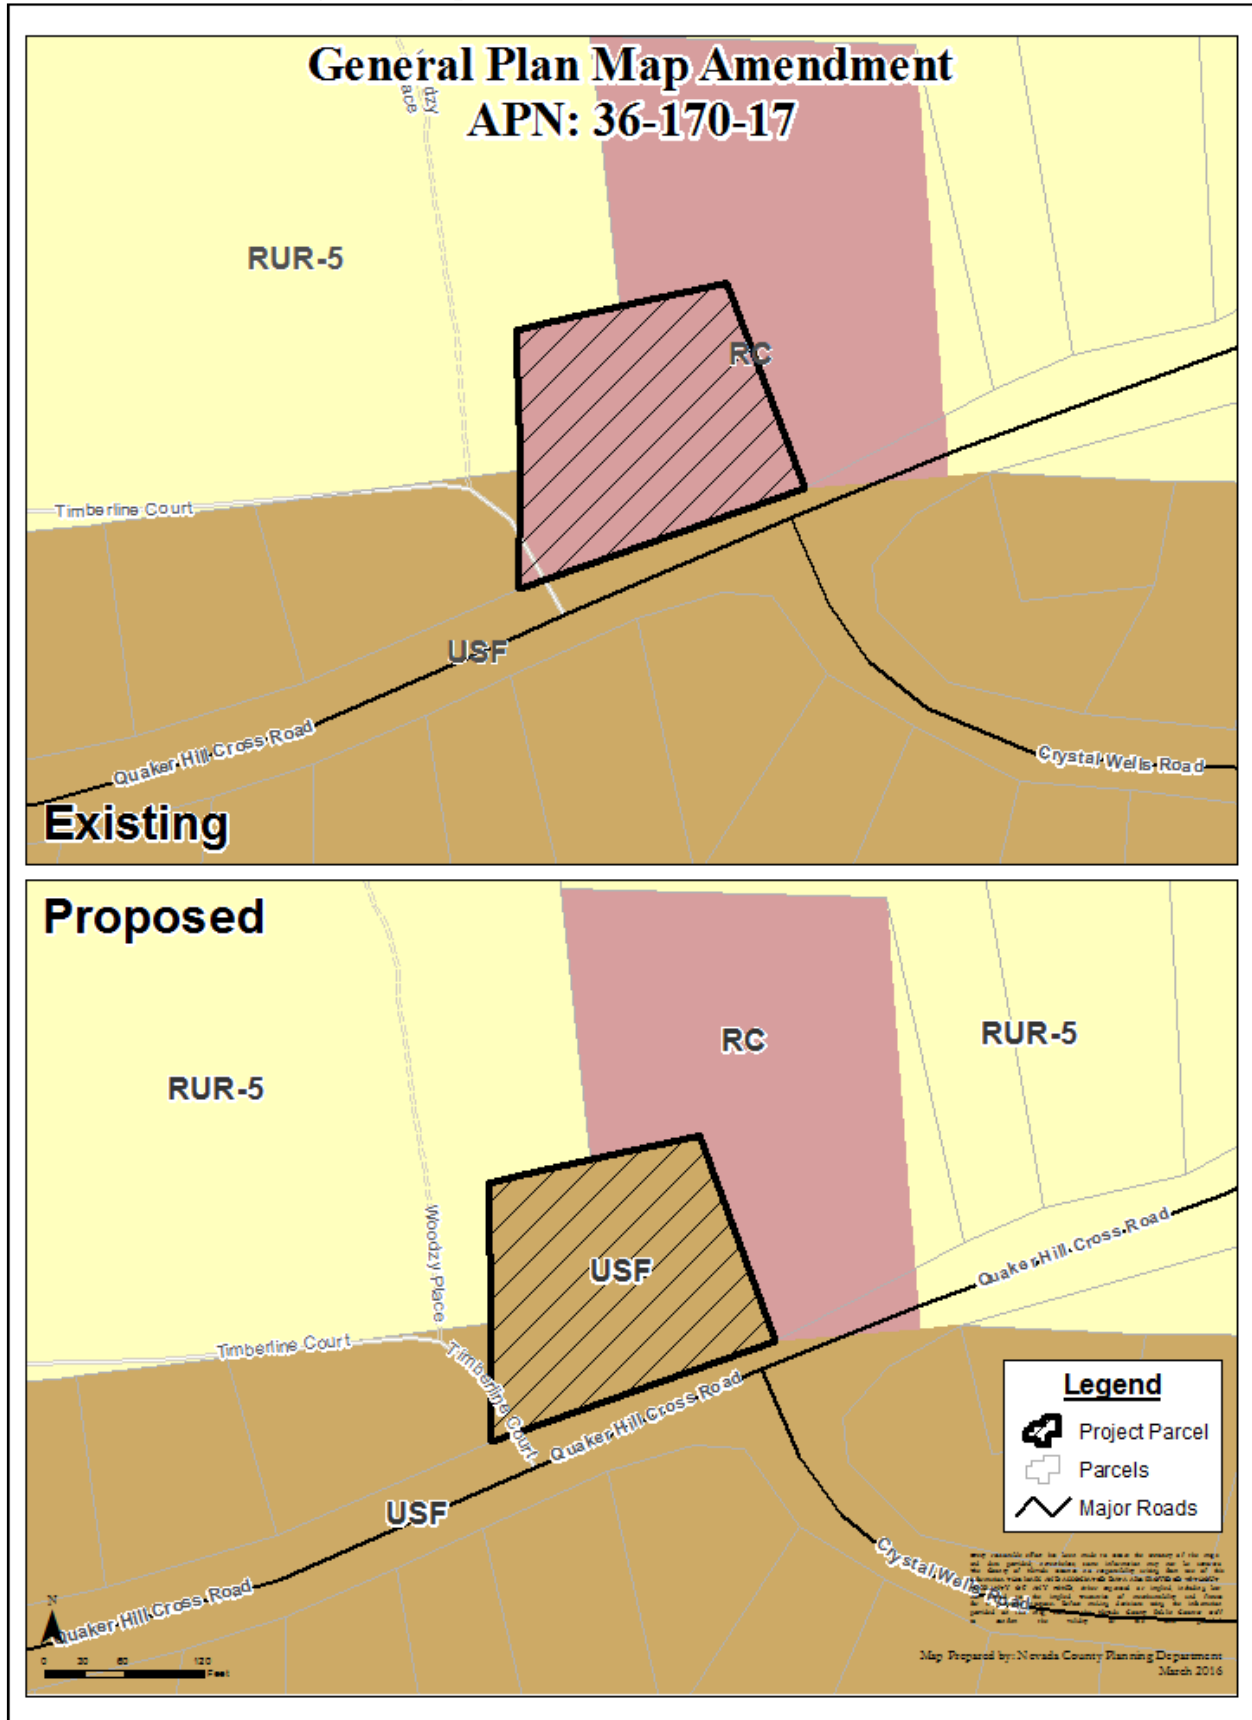 General Plan Map Amendment
APN: 36-170-17
Place
RUR-5
RC
Timberline Court
USF
Quaker Hill Cross Road
Crystal Wells Road
Existing
Proposed
RC
RUR-5
RUR-5
Woodzy Place
Quaker Hill Cross Road
USF
Timberline Court
Timberline Court
Quaker Hill Cross Road
Legend
Project Parcel
Parcels
Major Roads
USF
Crystal Wells Road
N
Quaker Hill Cross Road
0 30 60 120
Feet
Map Prepared by: Nevada County Planning Department
March 2016